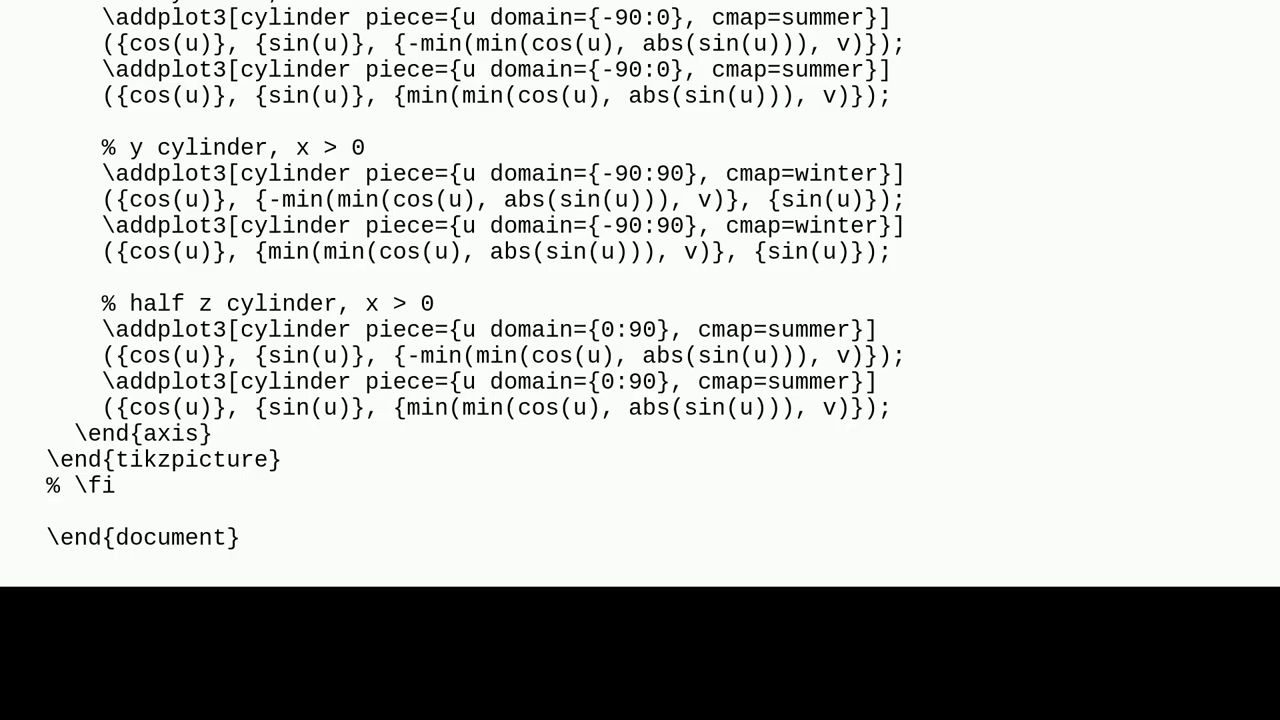 \addplot3[cylinder piece={u domain={-90:0}, cmap=summer}]
({cos(u)}, {sin(u)}, {-min(min(cos(u), abs(sin(u))), v)});
\addplot3[cylinder piece={u domain={-90:0}, cmap=summer}]
({cos(u)}, {sin(u)}, {min(min(cos(u), abs(sin(u))), v)});
% y cylinder, x > 0
\addplot3[cylinder piece={u domain={-90:90}, cmap=winter}]
({cos(u)}, {-min(min(cos(u), abs(sin(u))), v)}, {sin(u)});
\addplot3[cylinder piece={u domain={-90:90}, cmap=winter}]
({cos(u)}, {min(min(cos(u), abs(sin(u))), v)}, {sin(u)});
% half z cylinder, x > 0
\addplot3[cylinder piece={u domain={0:90}, cmap=summer}]
({cos(u)}, {sin(u)}, {-min(min(cos(u), abs(sin(u))), v)});
\addplot3[cylinder piece={u domain={0:90}, cmap=summer}]
({cos(u)}, {sin(u)}, {min(min(cos(u), abs(sin(u))), v)});
\end{axis}
\end{tikzpicture}
% \fi
\end{document}